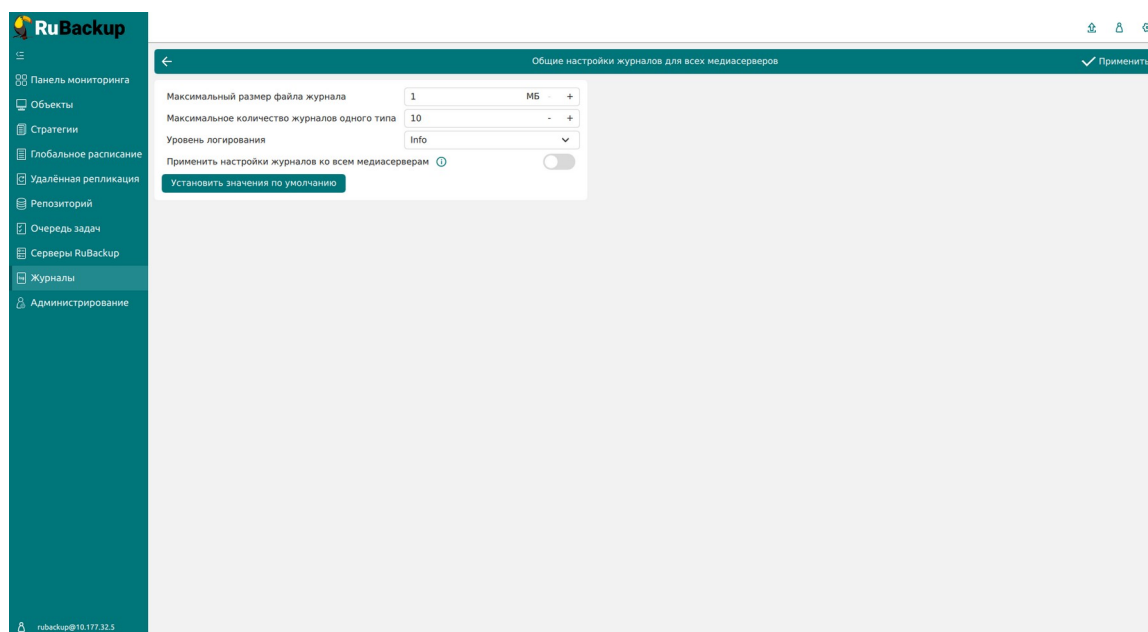 RuBackup
Общие настройки журналов для всех медиасерверов
Применить
Панель мониторинга
Объекты
Стратегии
Глобальное расписание
Удалённая репликация
Репозиторий
Очередь задач
Серверы RuBackup
Журналы
Администрирование
Максимальный размер файла журнала 1 МБ - +
Максимальное количество журналов одного типа 10 - +
Уровень логирования Info
Применить настройки журналов ко всем медиасерверам
Установить значения по умолчанию
rubackup@10.177.32.5